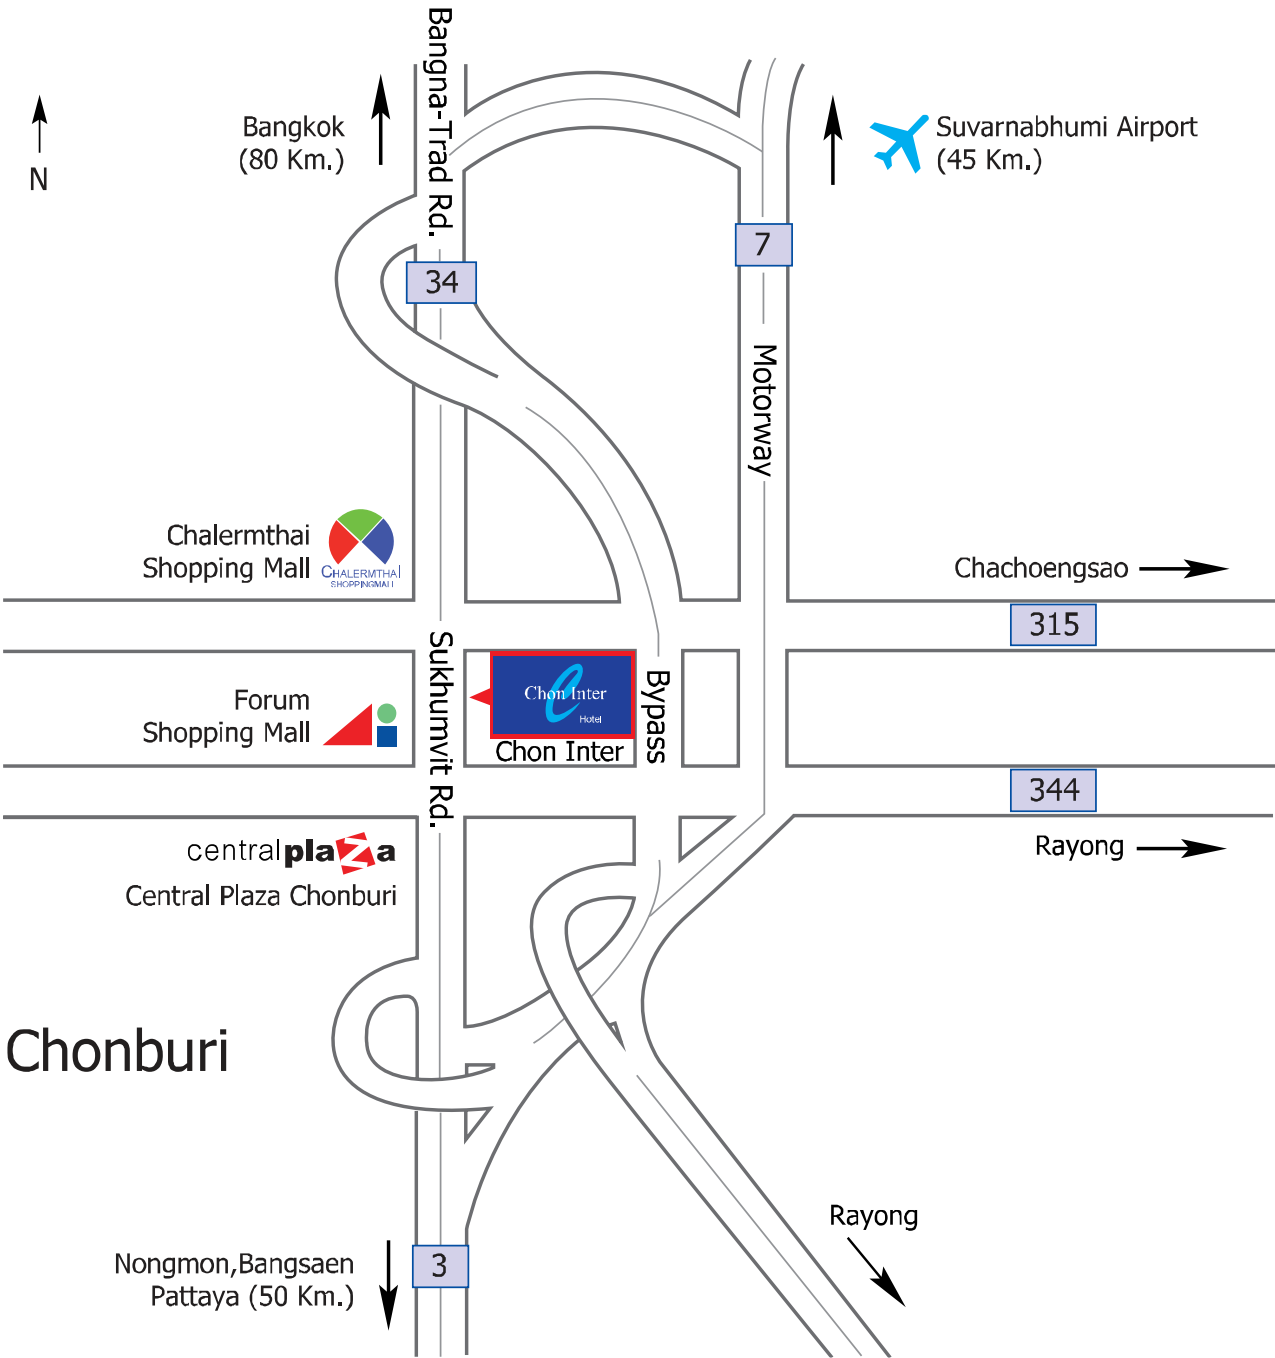 Bangna-Trad Rd.
N
Bangkok
(80 Km.)
Suvarnabhumi Airport
(45 Km.)
34
7
Motorway
Chalermthai
Shopping Mall
CHALERMTHAI
SHOPPINGMALL
Chachoengsao
315
Sukhumvit Rd.
Chon Inter
Hotel
Chon Inter
Bypass
Forum
Shopping Mall
344
Rayong
centralplaza
Central Plaza Chonburi
Chonburi
Rayong
Nongmon,Bangsaen
Pattaya (50 Km.)
3